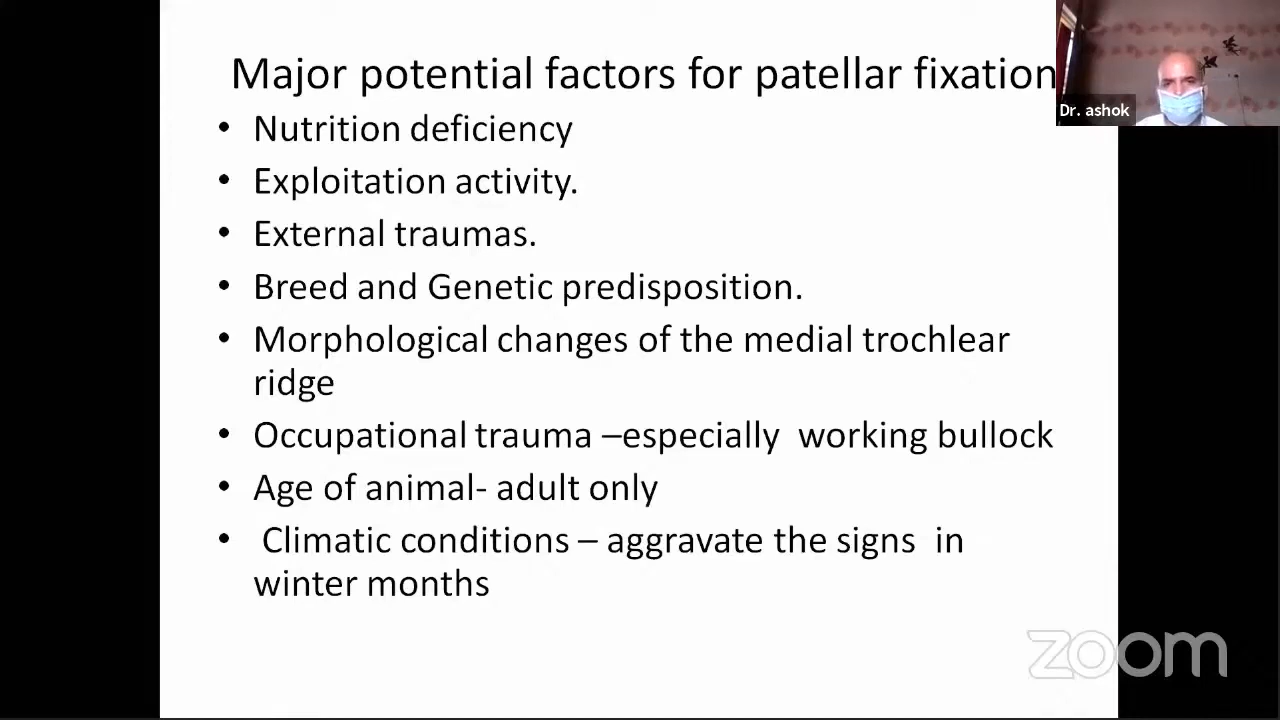 Major potential factors for patellar fixation
Dr. ashok
• Nutrition deficiency
• Exploitation activity.
• External traumas.
• Breed and Genetic predisposition.
• Morphological changes of the medial trochlear
ridge
• Occupational trauma –especially  working bullock
• Age of animal- adult only
•  Climatic conditions – aggravate the signs  in
winter months
zoom